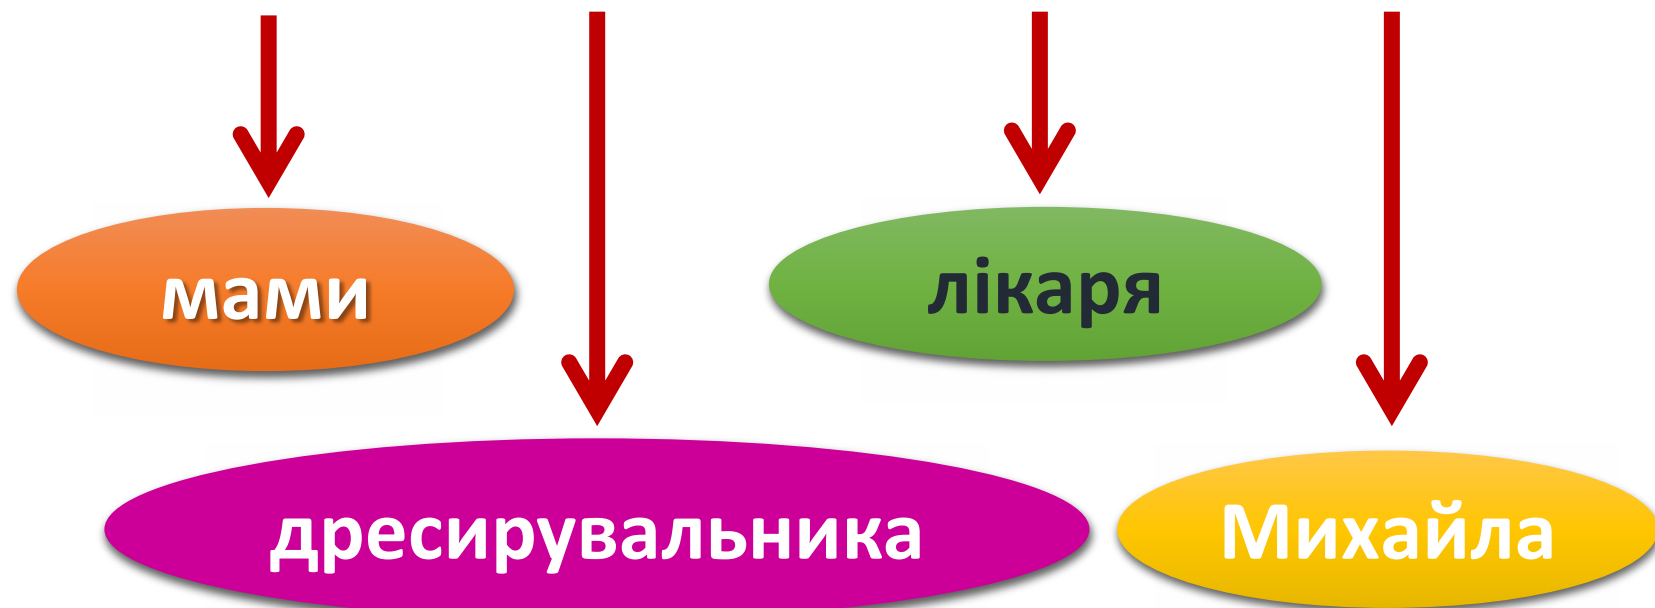 мами
лікаря
дресирувальника
Михайла